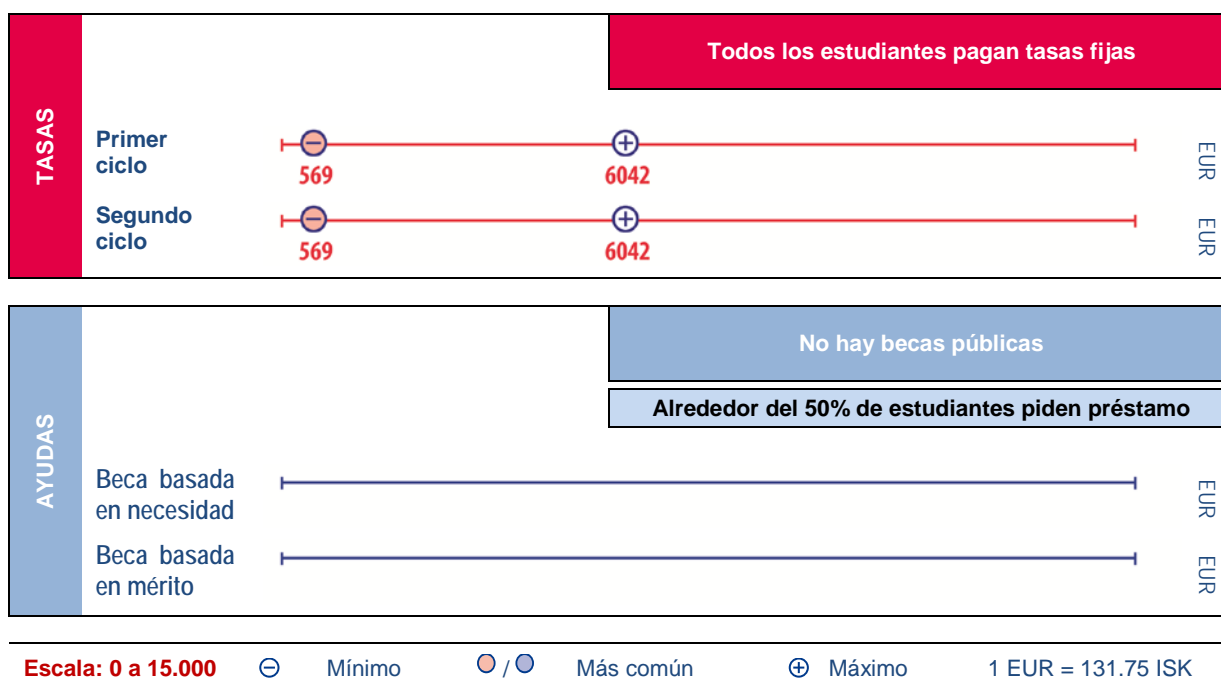 Todos los estudiantes pagan tasas fijas
TASAS
Primer
ciclo
569
6042
EUR
Segundo
ciclo
569
6042
EUR
No hay becas públicas
Alrededor del 50% de estudiantes piden préstamo
AYUDAS
Beca basada
en necesidad
EUR
Beca basada
en mérito
EUR
Escala: 0 a 15.000 ⊖ Mínimo / Más común ⊕ Máximo 1 EUR = 131.75 ISK